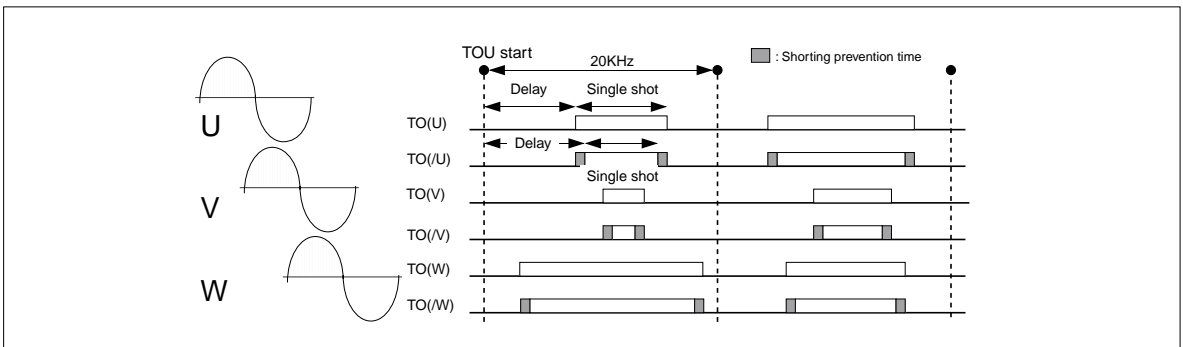 TOU start
20KHz
: Shorting prevention time
Delay
Single shot
U
TO(U)
Delay
TO(/U)
Single shot
V
TO(V)
TO(/V)
W
TO(W)
TO(/W)